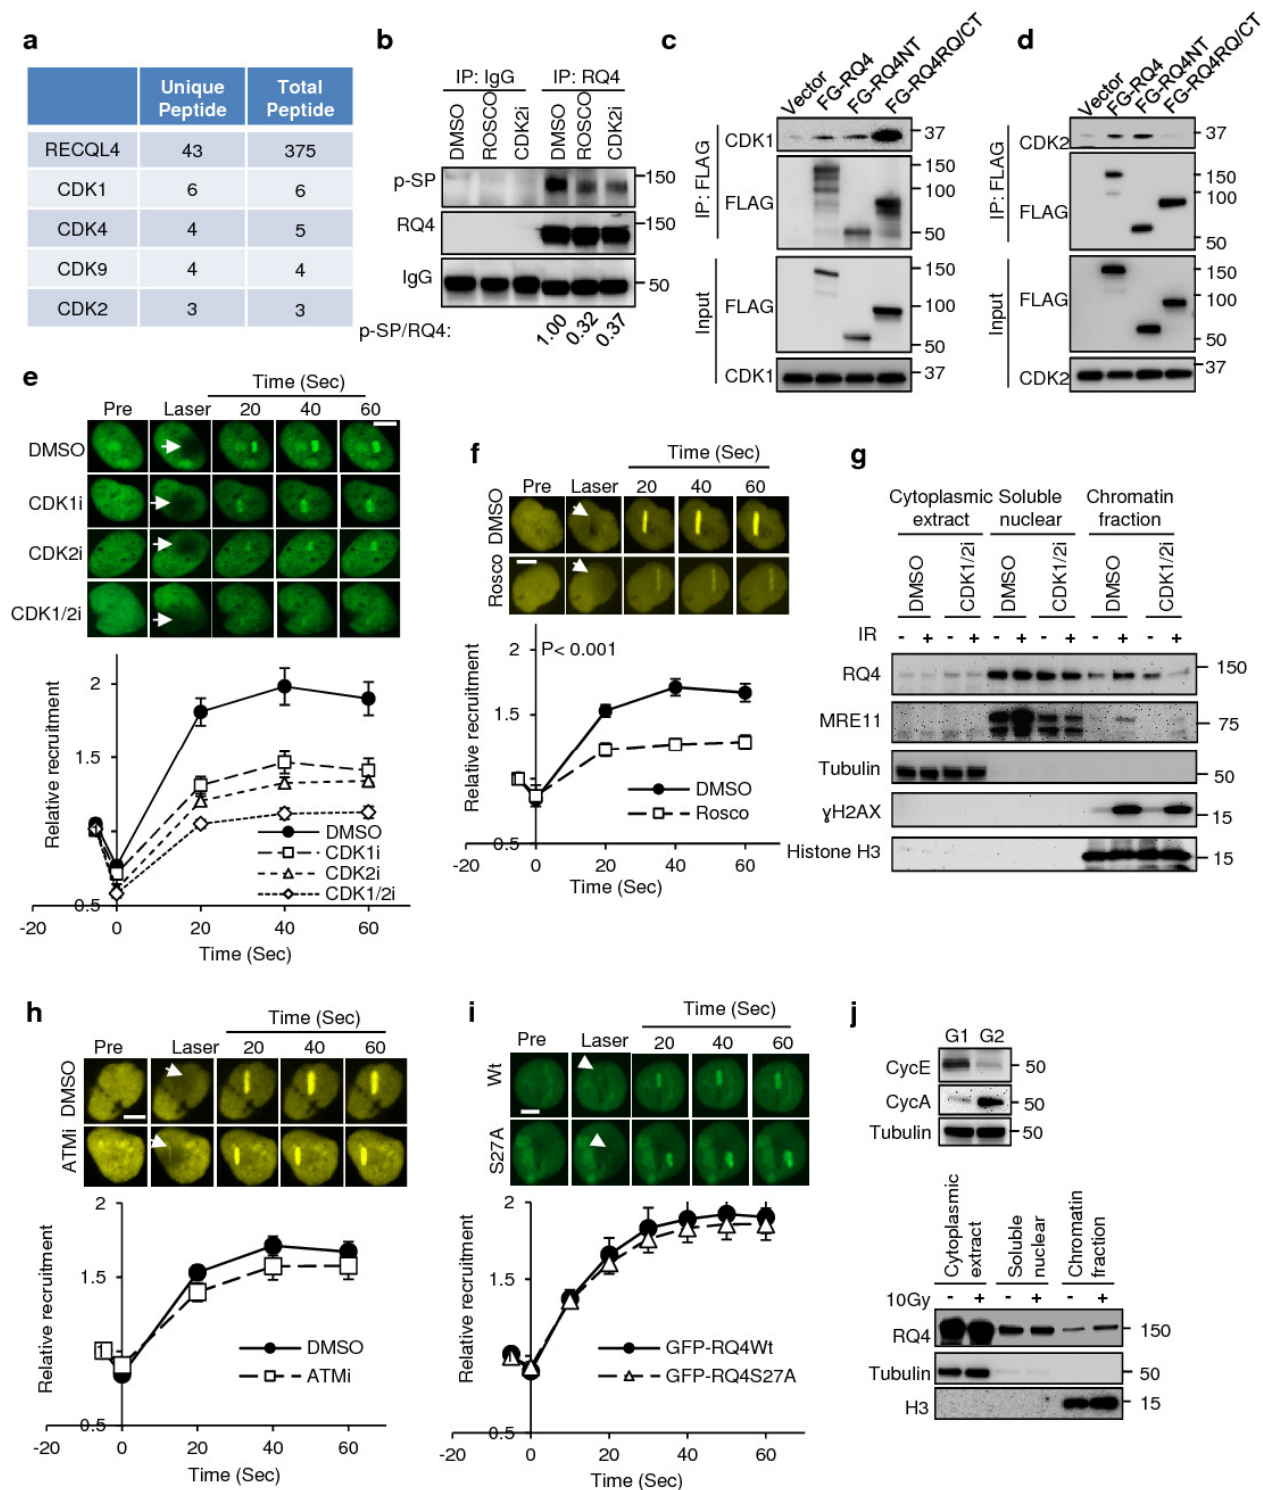 a
Unique Peptide Total Peptide
RECQL4 43 375
CDK1 6 6
CDK4 4 5
CDK9 4 4
CDK2 3 3
b
IP: IgG IP: RQ4
DMSO ROSCO CDK2i DMSO ROSCO CDK2i
p-SP 150
RQ4 150
IgG 50
p-SP/RQ4: 1.00 0.32 0.37
c
Vector FG-RQ4 FG-RQ4NT FG-RQ4RQ/CT
IP: FLAG
CDK1 37
FLAG 150 100 50
Input
FLAG 150 100 50
CDK1 37
d
Vector FG-RQ4 FG-RQ4NT FG-RQ4RQ/CT
IP: FLAG
CDK2 37
FLAG 150 100 50
Input
FLAG 150 100 50
CDK2 37
e
Time (Sec)
Pre Laser 20 40 60
DMSO
CDK1i
CDK2i
CDK1/2i
Relative recruitment
2
1.5
1
0.5
DMSO
CDK1i
CDK2i
CDK1/2i
-20 0 20 40 60
Time (Sec)
f
Time (Sec)
Pre Laser 20 40 60
DMSO
Rosco
Relative recruitment
2
P< 0.001
1.5
1
DMSO
Rosco
0.5
-20 0 20 40 60
Time (Sec)
g
Cytoplasmic extract Soluble nuclear Chromatin fraction
DMSO CDK1/2i DMSO CDK1/2i DMSO CDK1/2i
IR - + - + - + - + - + - +
RQ4 150
MRE11 75
Tubulin 50
γH2AX 15
Histone H3 15
h
Time (Sec)
Pre Laser 20 40 60
DMSO
ATMi
Relative recruitment
2
1.5
1
DMSO
ATMi
0.5
-20 0 20 40 60
Time (Sec)
i
Time (Sec)
Pre Laser 20 40 60
Wt
S27A
Relative recruitment
2
1.5
1
GFP-RQ4Wt
GFP-RQ4S27A
0.5
-20 0 20 40 60
Time (Sec)
j
G1 G2
CycE 50
CycA 50
Tubulin 50
Cytoplasmic extract Soluble nuclear Chromatin fraction
10Gy - + - + - +
RQ4 150
Tubulin 50
H3 15